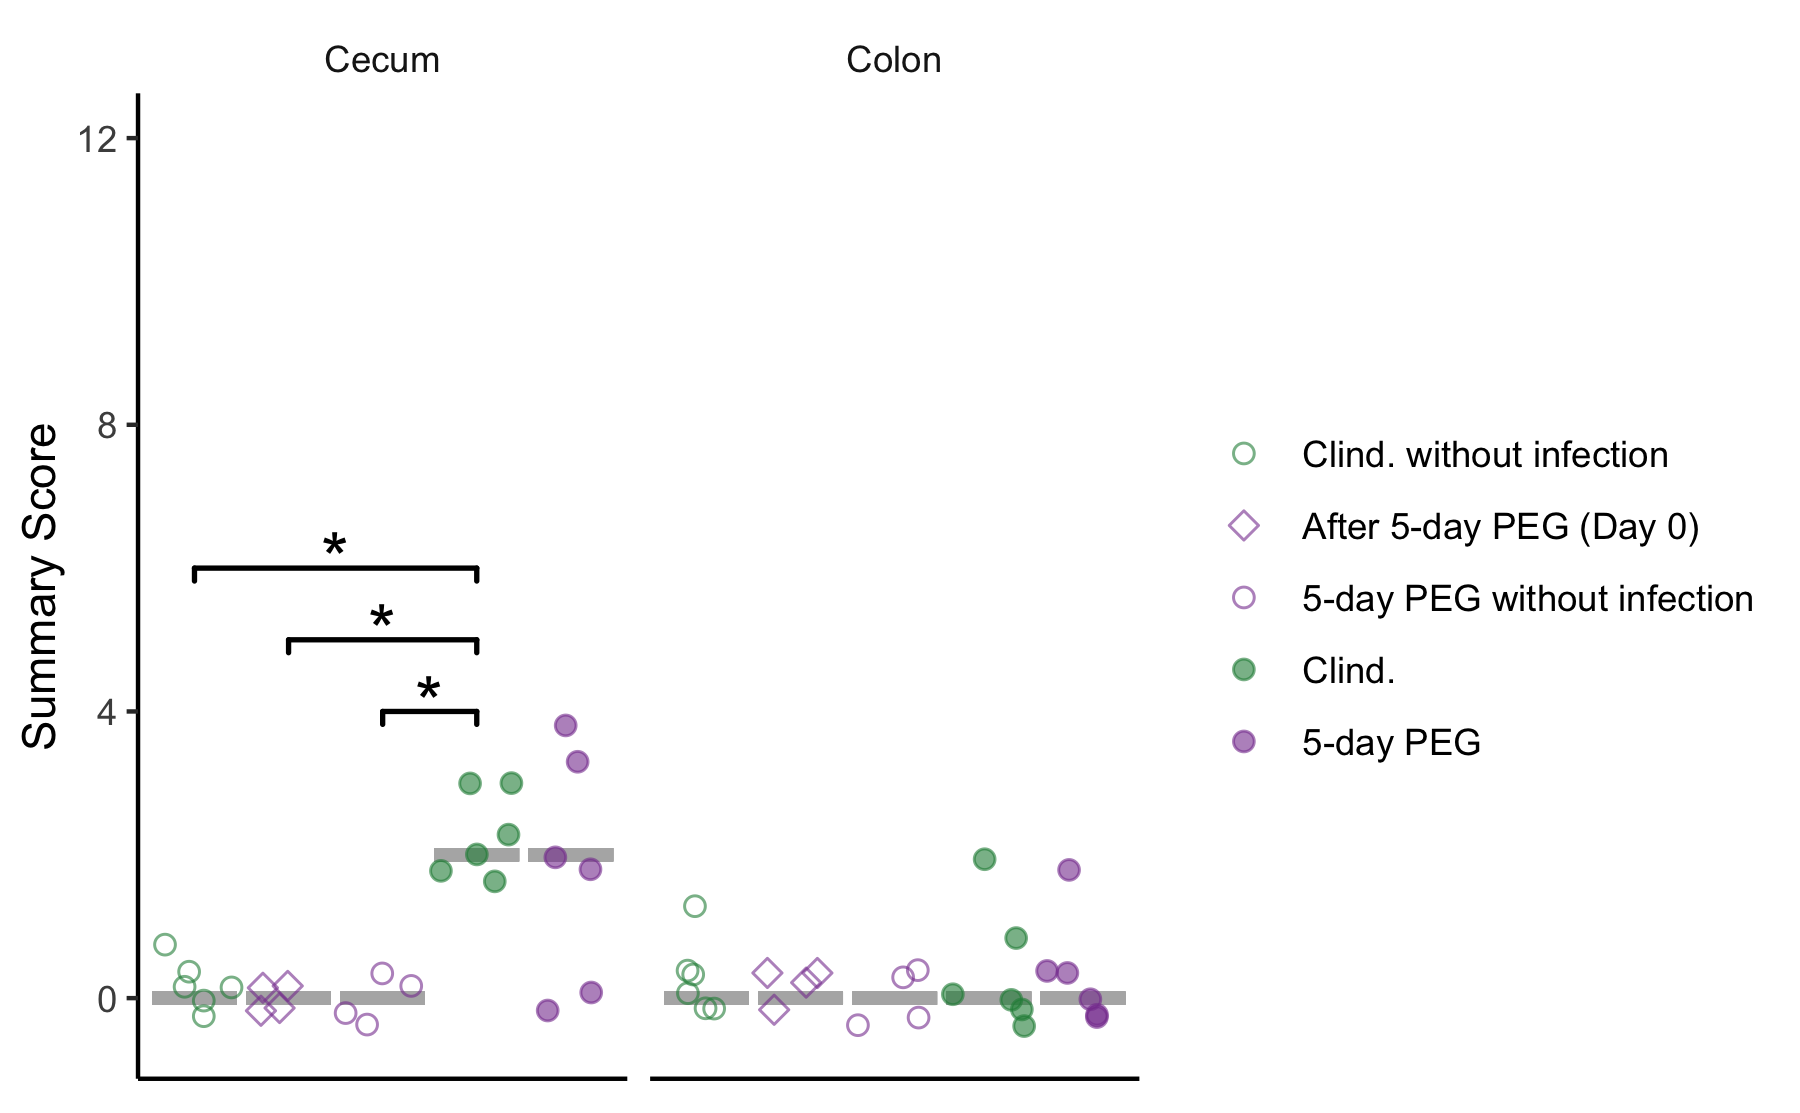 Cecum
Colon
12
8
4
0
Summary Score
*
*
*
Clind. without infection
After 5-day PEG (Day 0)
5-day PEG without infection
Clind.
5-day PEG